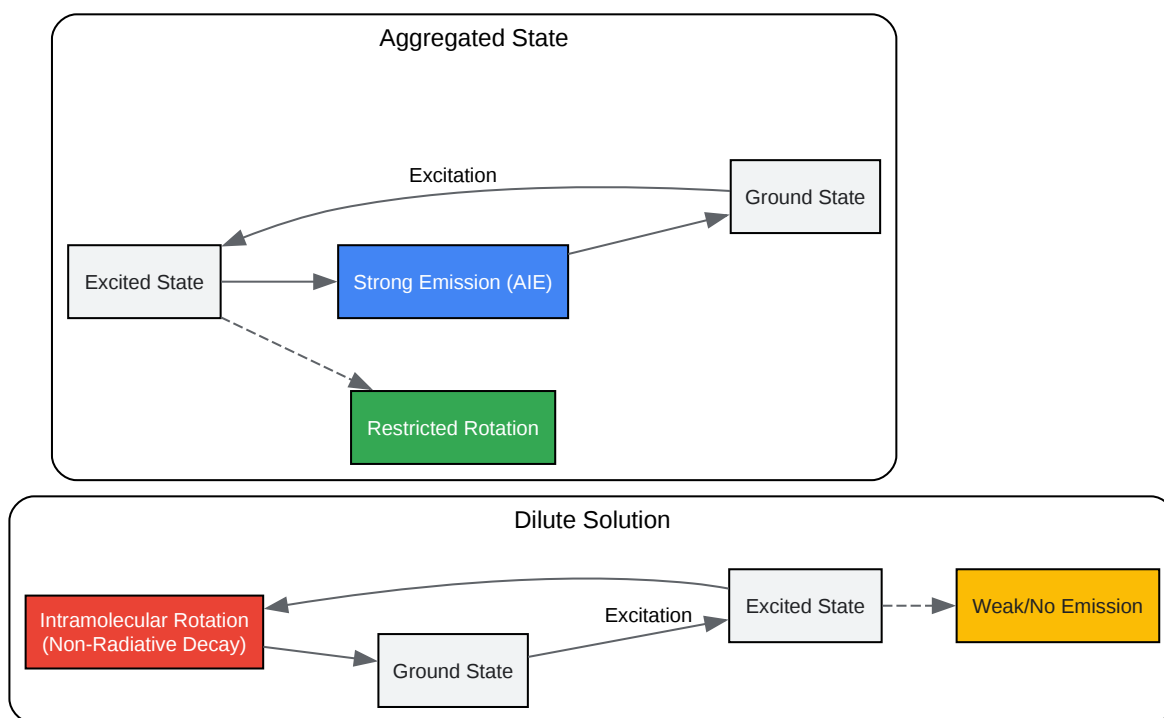 Aggregated State
Excitation
Ground State
Excited State
Strong Emission (AIE)
Restricted Rotation
Dilute Solution
Intramolecular Rotation
(Non-Radiative Decay)
Ground State
Excitation
Excited State
Weak/No Emission